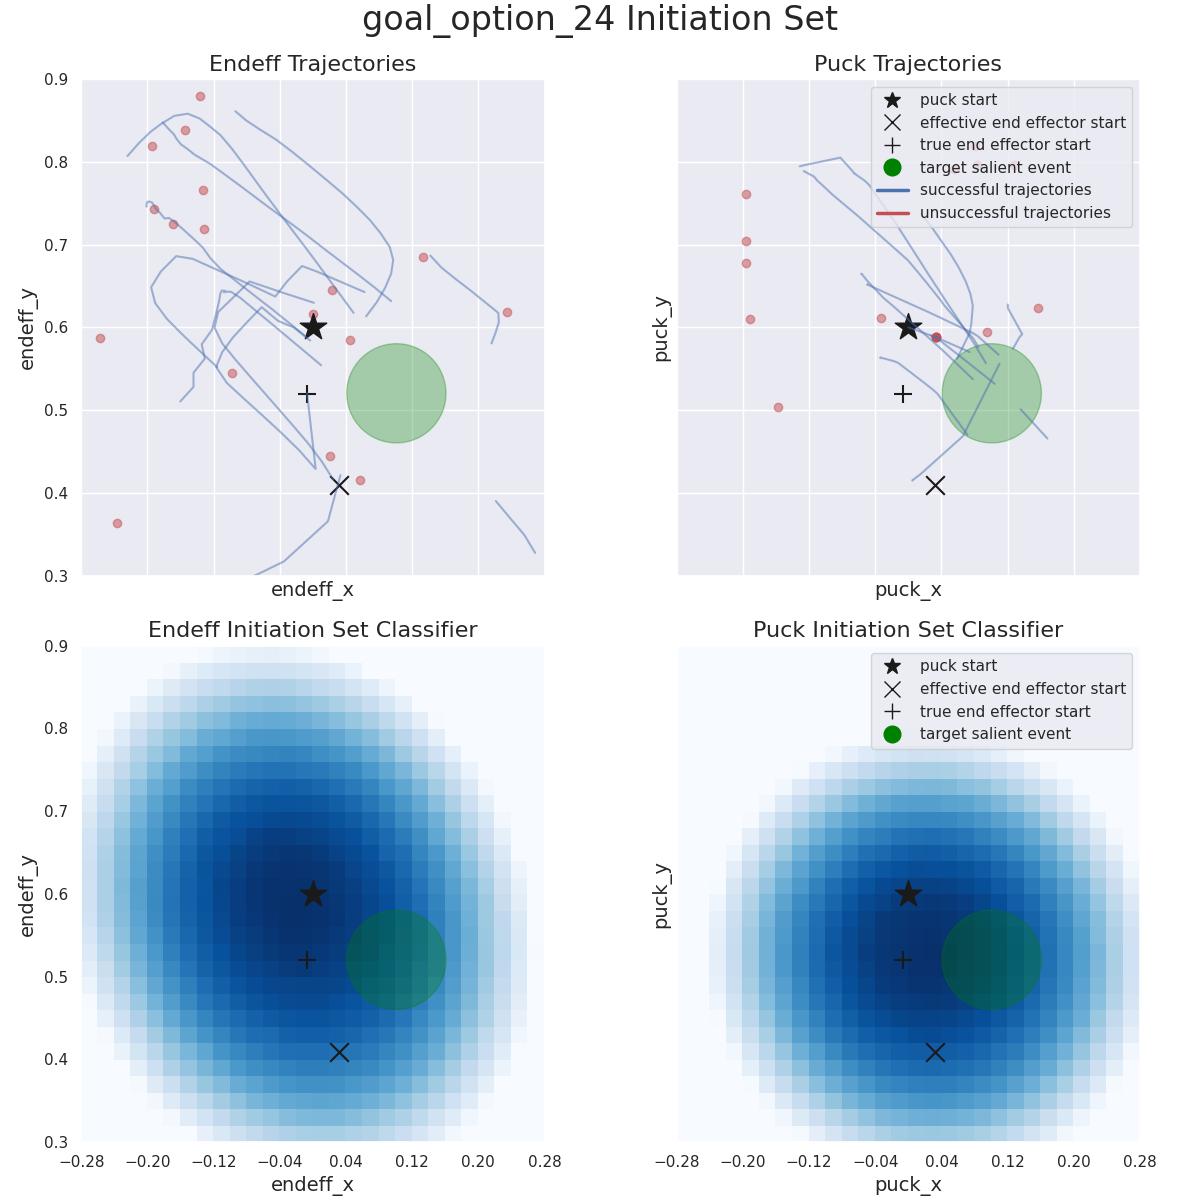 goal_option_24 Initiation Set
Endeff Trajectories
0.9
0.8
0.7
0.6
0.5
0.4
0.3
endeff_y
endeff_x
Puck Trajectories
puck start
effective end effector start
true end effector start
target salient event
successful trajectories
unsuccessful trajectories
puck_y
puck_x
Endeff Initiation Set Classifier
0.9
0.8
0.7
0.6
0.5
0.4
0.3
endeff_y
−0.28 −0.20 −0.12 −0.04 0.04 0.12 0.20 0.28
endeff_x
Puck Initiation Set Classifier
puck start
effective end effector start
true end effector start
target salient event
puck_y
−0.28 −0.20 −0.12 −0.04 0.04 0.12 0.20 0.28
puck_x